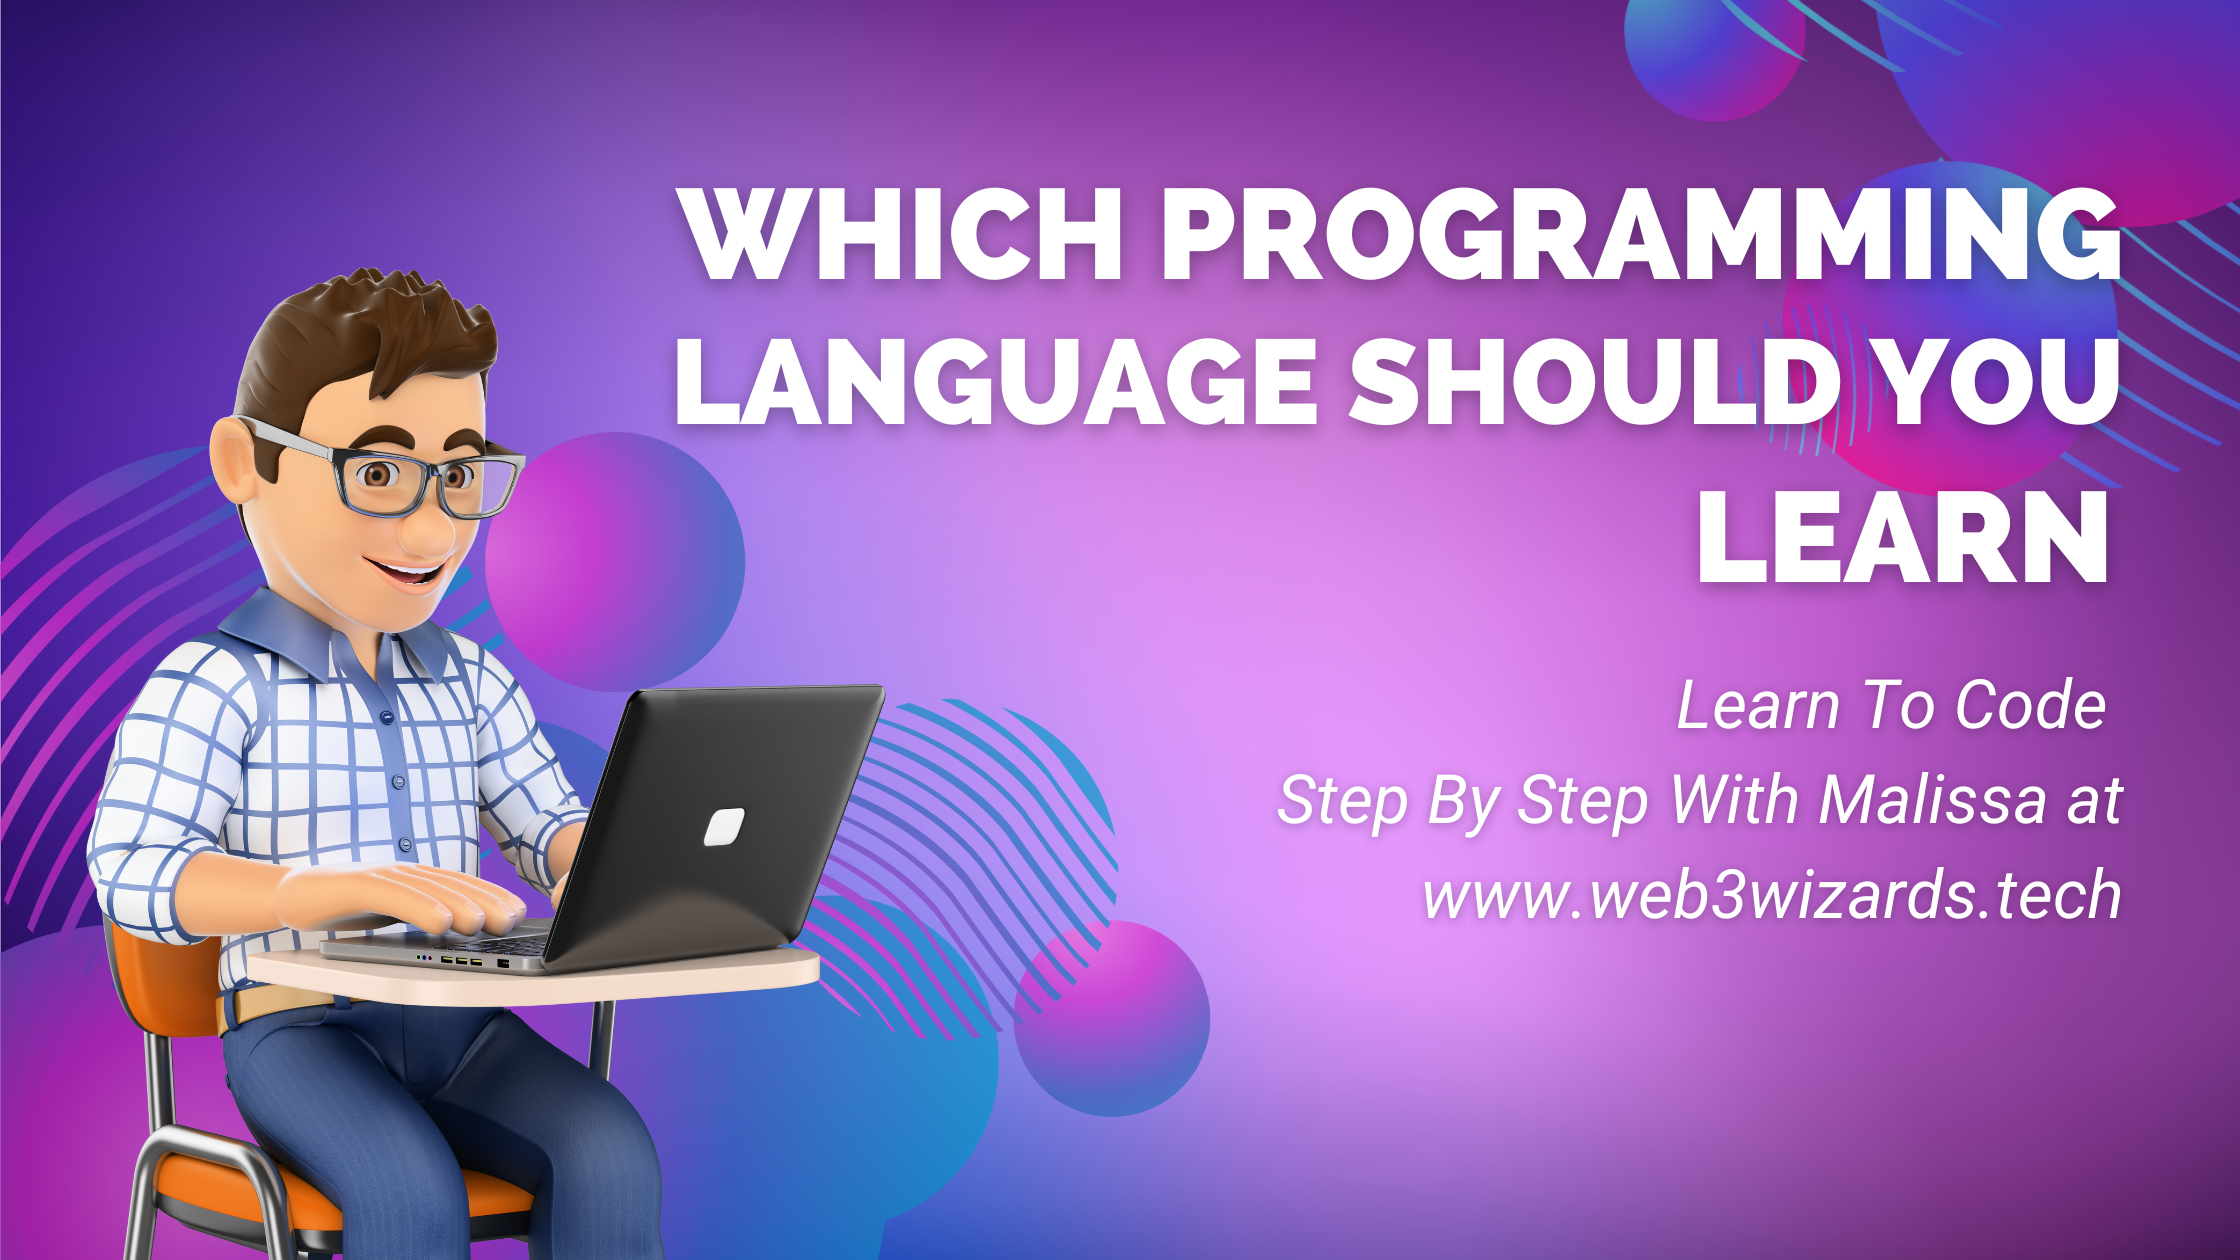 WHICH PROGRAMMING
LANGUAGE SHOULD YOU
LEARN
Learn To Code
Step By Step With Malissa at
www.web3wizards.tech